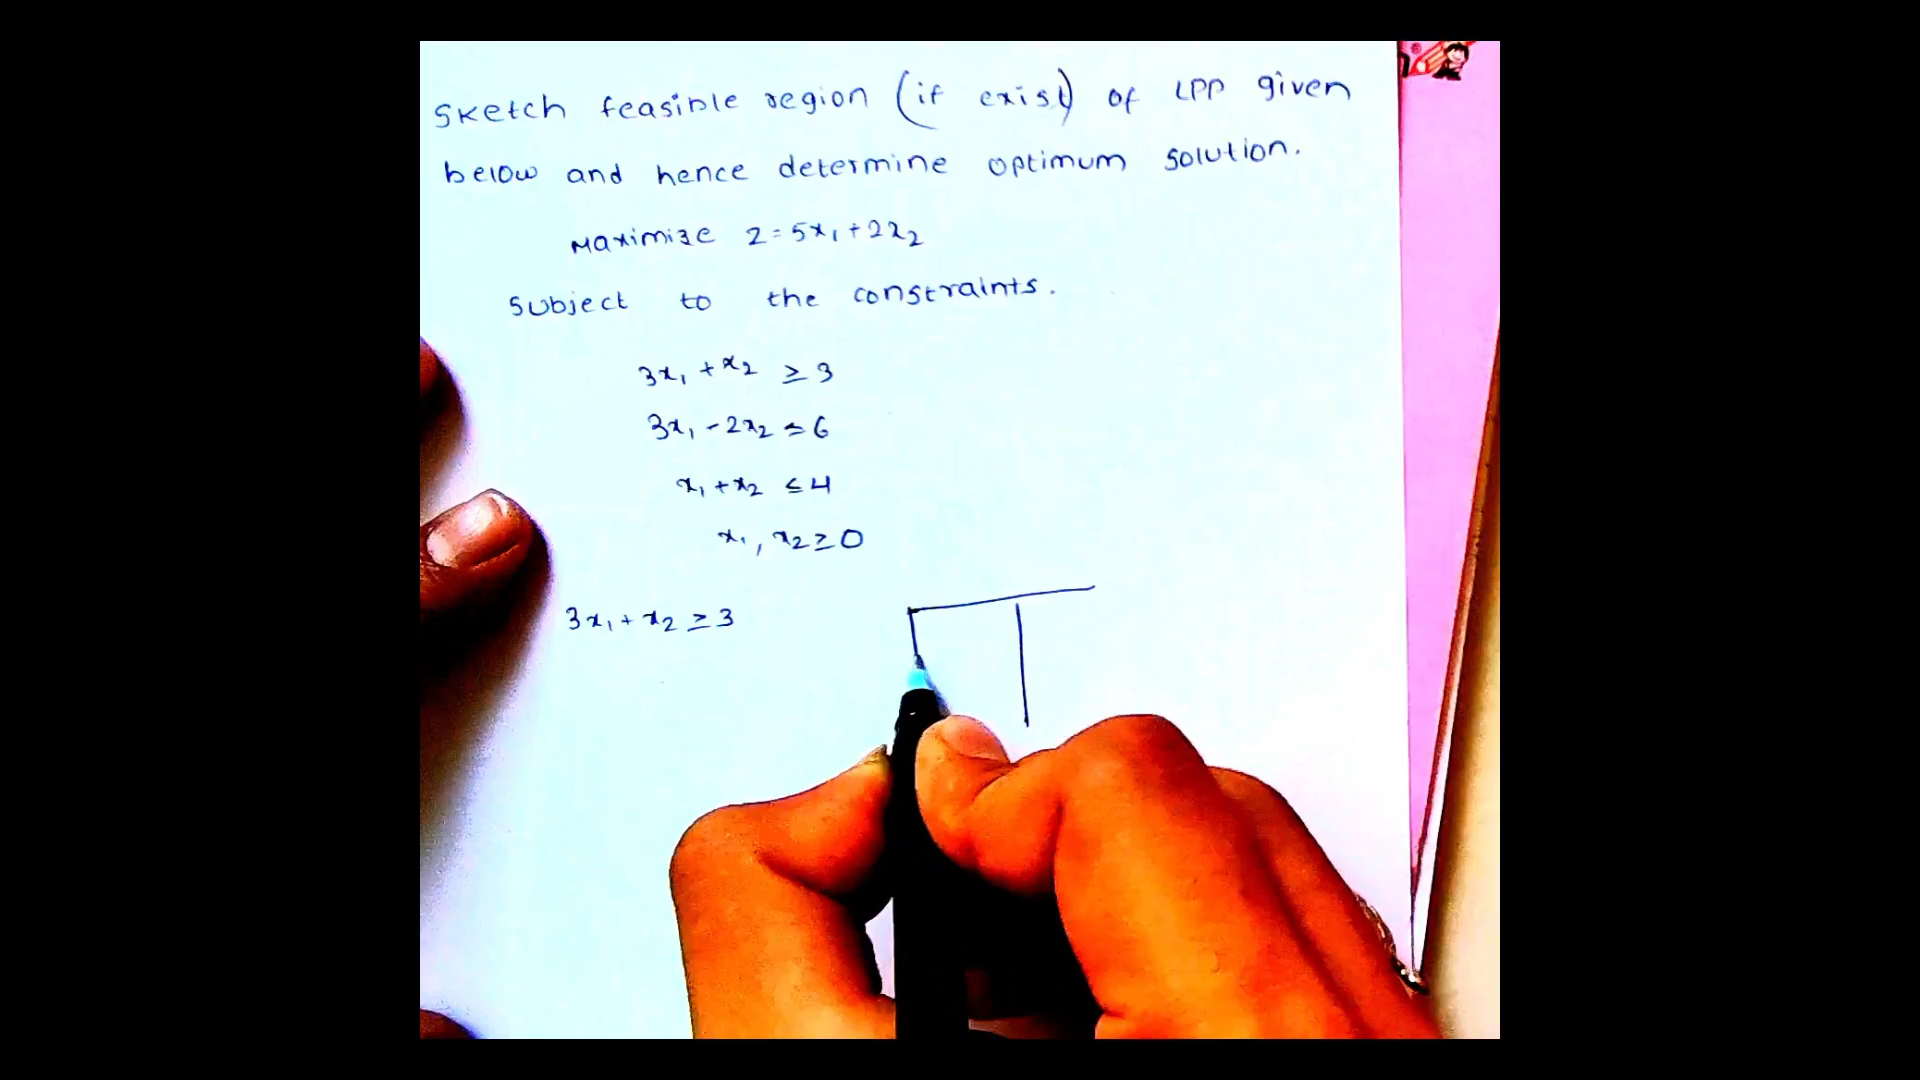 Sketch feasible region (if exist) of LPP given
below and hence determine optimum solution.
Maximize Z = 5x₁ + 2x₂
Subject to the constraints.
3x₁ + x₂ ≥ 3
3x₁ - 2x₂ ≤ 6
x₁ + x₂ ≤ 4
x₁, x₂ ≥ 0
3x₁ + x₂ ≥ 3